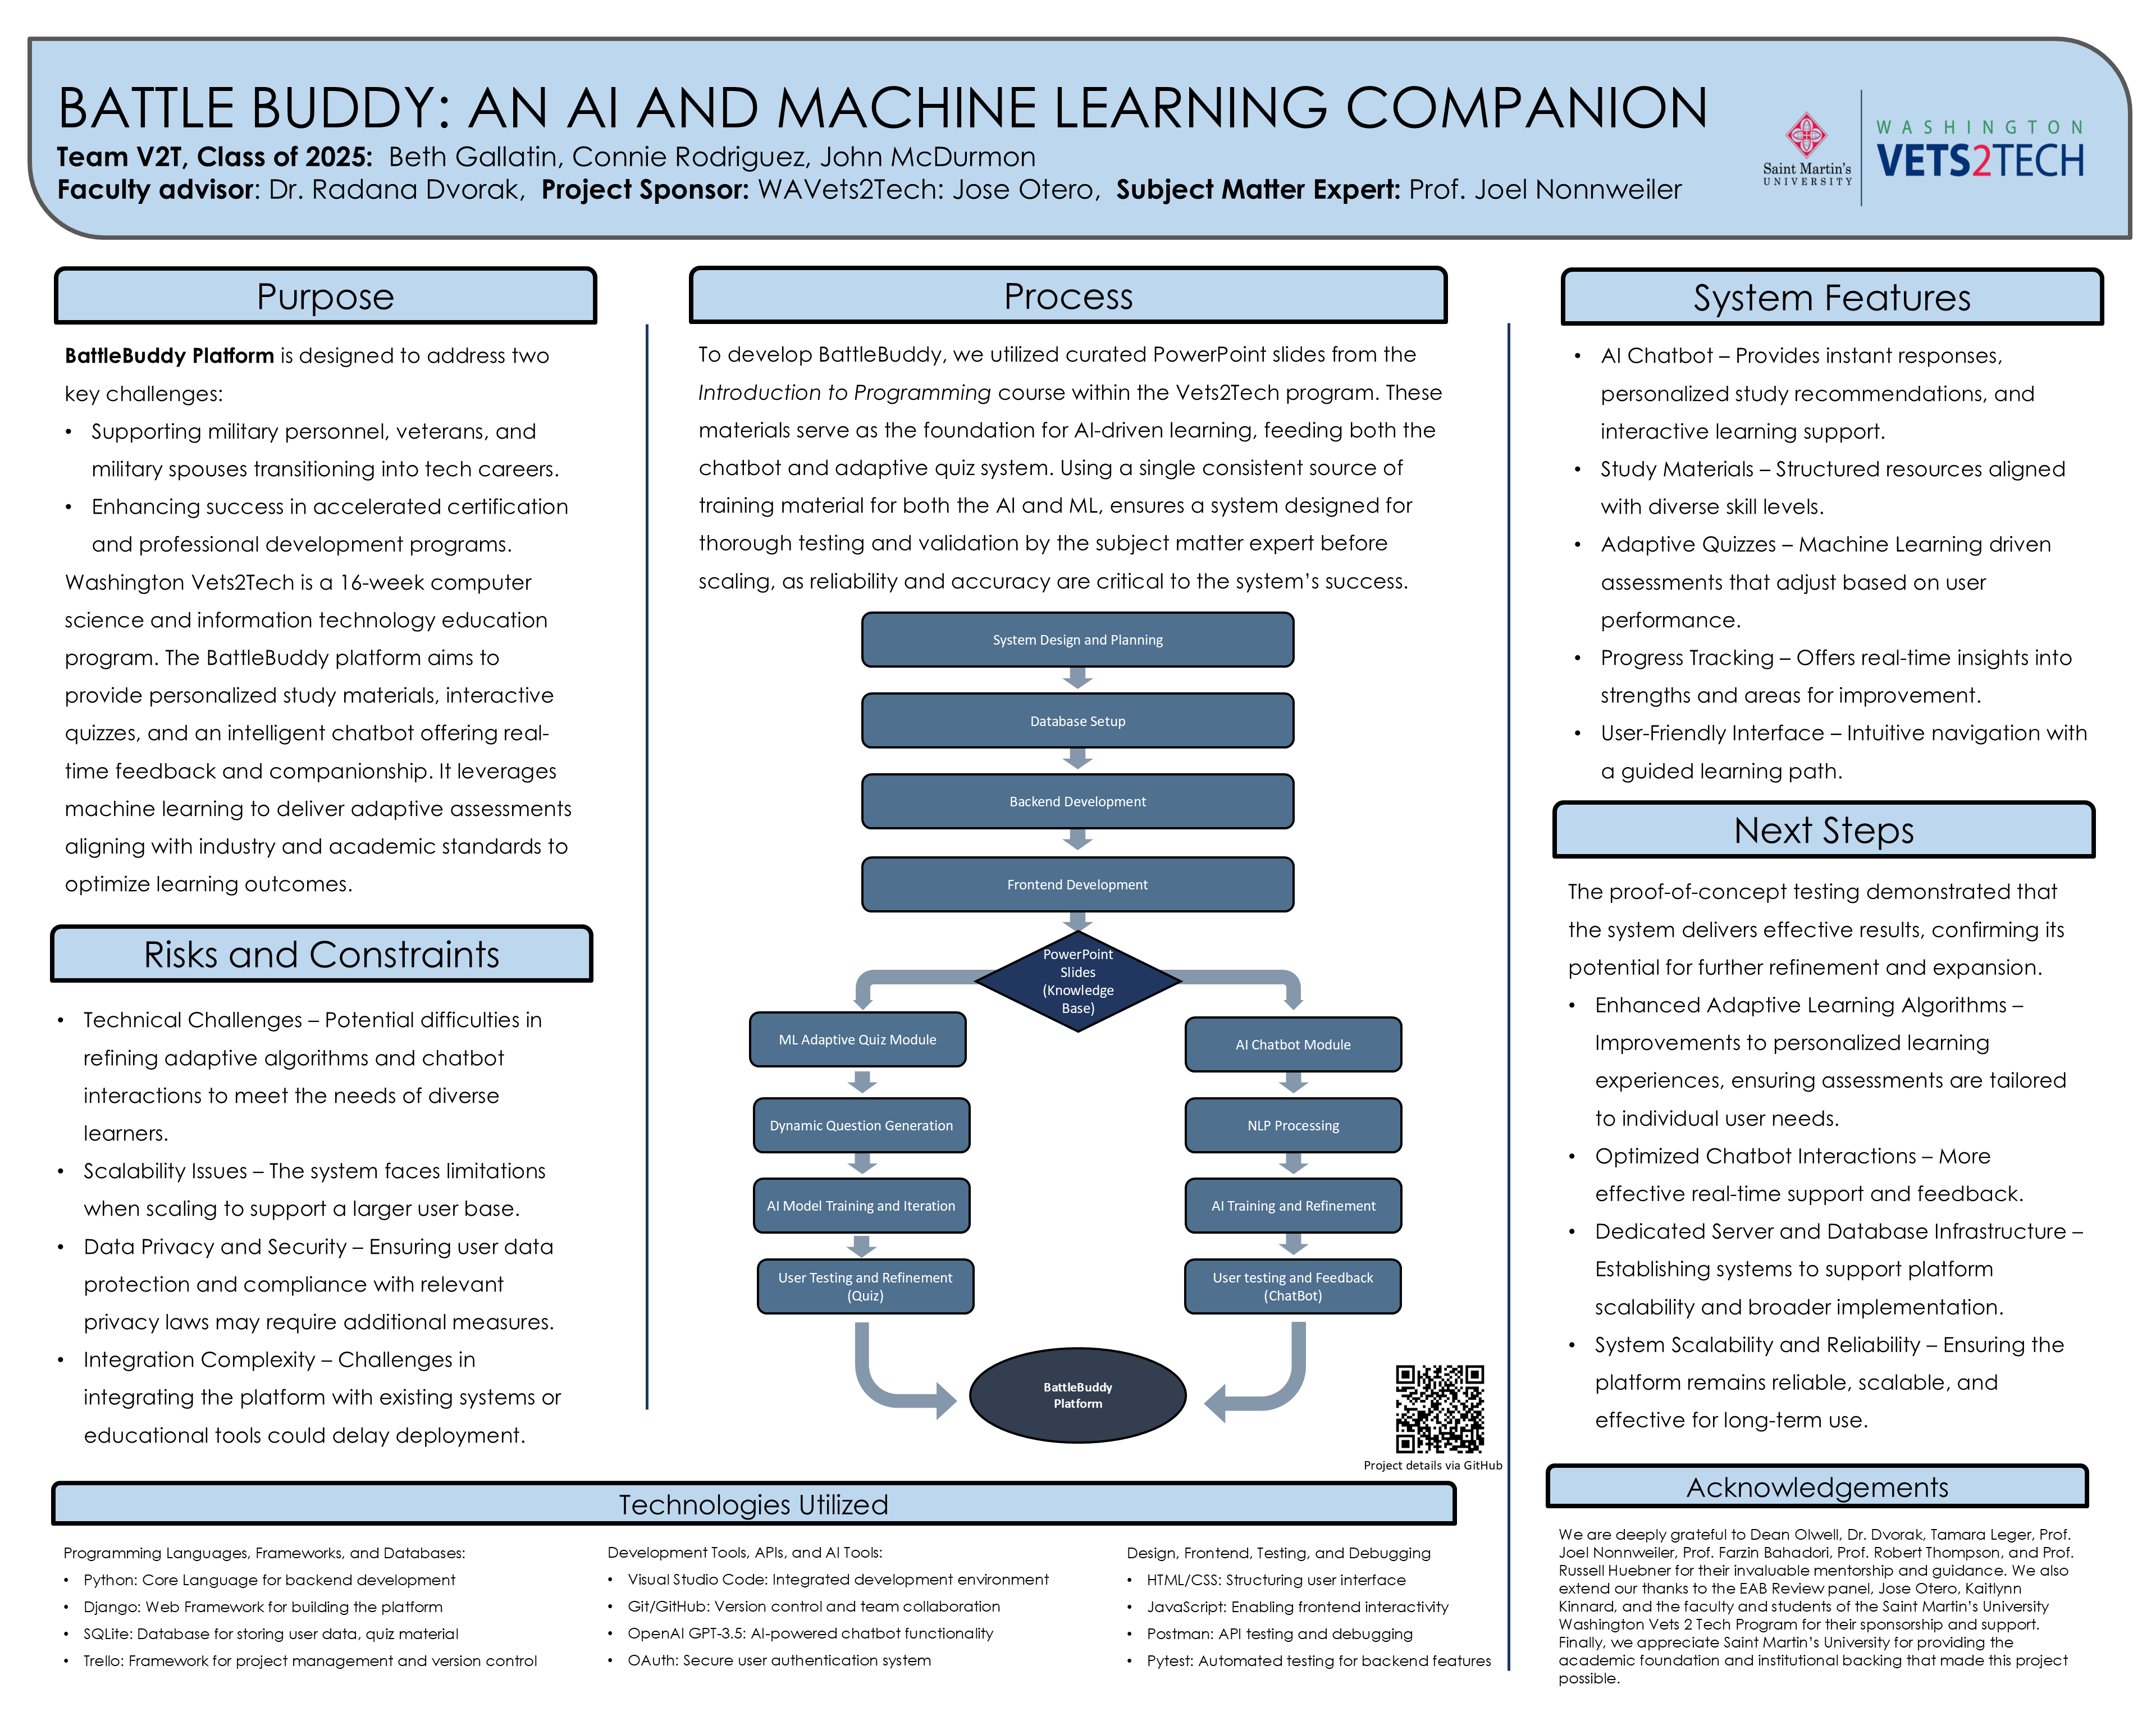 BATTLE BUDDY: AN AI AND MACHINE LEARNING COMPANION
Team V2T, Class of 2025: Beth Gallatin, Connie Rodriguez, John McDurmon
Faculty advisor: Dr. Radana Dvorak, Project Sponsor: WAVets2Tech: Jose Otero, Subject Matter Expert: Prof. Joel Nonnweiler
Saint Martin's
UNIVERSITY
WASHINGTON
VETS2TECH
Purpose
BattleBuddy Platform is designed to address two
key challenges:
• Supporting military personnel, veterans, and
military spouses transitioning into tech careers.
• Enhancing success in accelerated certification
and professional development programs.
Washington Vets2Tech is a 16-week computer
science and information technology education
program. The BattleBuddy platform aims to
provide personalized study materials, interactive
quizzes, and an intelligent chatbot offering real-
time feedback and companionship. It leverages
machine learning to deliver adaptive assessments
aligning with industry and academic standards to
optimize learning outcomes.
Risks and Constraints
• Technical Challenges – Potential difficulties in
refining adaptive algorithms and chatbot
interactions to meet the needs of diverse
learners.
• Scalability Issues – The system faces limitations
when scaling to support a larger user base.
• Data Privacy and Security – Ensuring user data
protection and compliance with relevant
privacy laws may require additional measures.
• Integration Complexity – Challenges in
integrating the platform with existing systems or
educational tools could delay deployment.
Process
To develop BattleBuddy, we utilized curated PowerPoint slides from the
Introduction to Programming course within the Vets2Tech program. These
materials serve as the foundation for AI-driven learning, feeding both the
chatbot and adaptive quiz system. Using a single consistent source of
training material for both the AI and ML, ensures a system designed for
thorough testing and validation by the subject matter expert before
scaling, as reliability and accuracy are critical to the system's success.
System Design and Planning
Database Setup
Backend Development
Frontend Development
PowerPoint
Slides
(Knowledge
Base)
ML Adaptive Quiz Module
Dynamic Question Generation
AI Model Training and Iteration
User Testing and Refinement
(Quiz)
AI Chatbot Module
NLP Processing
AI Training and Refinement
User testing and Feedback
(ChatBot)
BattleBuddy
Platform
Project details via GitHub
System Features
• AI Chatbot – Provides instant responses,
personalized study recommendations, and
interactive learning support.
• Study Materials – Structured resources aligned
with diverse skill levels.
• Adaptive Quizzes – Machine Learning driven
assessments that adjust based on user
performance.
• Progress Tracking – Offers real-time insights into
strengths and areas for improvement.
• User-Friendly Interface – Intuitive navigation with
a guided learning path.
Next Steps
The proof-of-concept testing demonstrated that
the system delivers effective results, confirming its
potential for further refinement and expansion.
• Enhanced Adaptive Learning Algorithms –
Improvements to personalized learning
experiences, ensuring assessments are tailored
to individual user needs.
• Optimized Chatbot Interactions – More
effective real-time support and feedback.
• Dedicated Server and Database Infrastructure –
Establishing systems to support platform
scalability and broader implementation.
• System Scalability and Reliability – Ensuring the
platform remains reliable, scalable, and
effective for long-term use.
Technologies Utilized
Programming Languages, Frameworks, and Databases:
• Python: Core Language for backend development
• Django: Web Framework for building the platform
• SQLite: Database for storing user data, quiz material
• Trello: Framework for project management and version control
Development Tools, APIs, and AI Tools:
• Visual Studio Code: Integrated development environment
• Git/GitHub: Version control and team collaboration
• OpenAI GPT-3.5: AI-powered chatbot functionality
• OAuth: Secure user authentication system
Design, Frontend, Testing, and Debugging
• HTML/CSS: Structuring user interface
• JavaScript: Enabling frontend interactivity
• Postman: API testing and debugging
• Pytest: Automated testing for backend features
Acknowledgements
We are deeply grateful to Dean Olwell, Dr. Dvorak, Tamara Leger, Prof.
Joel Nonnweiler, Prof. Farzin Bahadori, Prof. Robert Thompson, and Prof.
Russell Huebner for their invaluable mentorship and guidance. We also
extend our thanks to the EAB Review panel, Jose Otero, Kaitlynn
Kinnard, and the faculty and students of the Saint Martin's University
Washington Vets 2 Tech Program for their sponsorship and support.
Finally, we appreciate Saint Martin's University for providing the
academic foundation and institutional backing that made this project
possible.